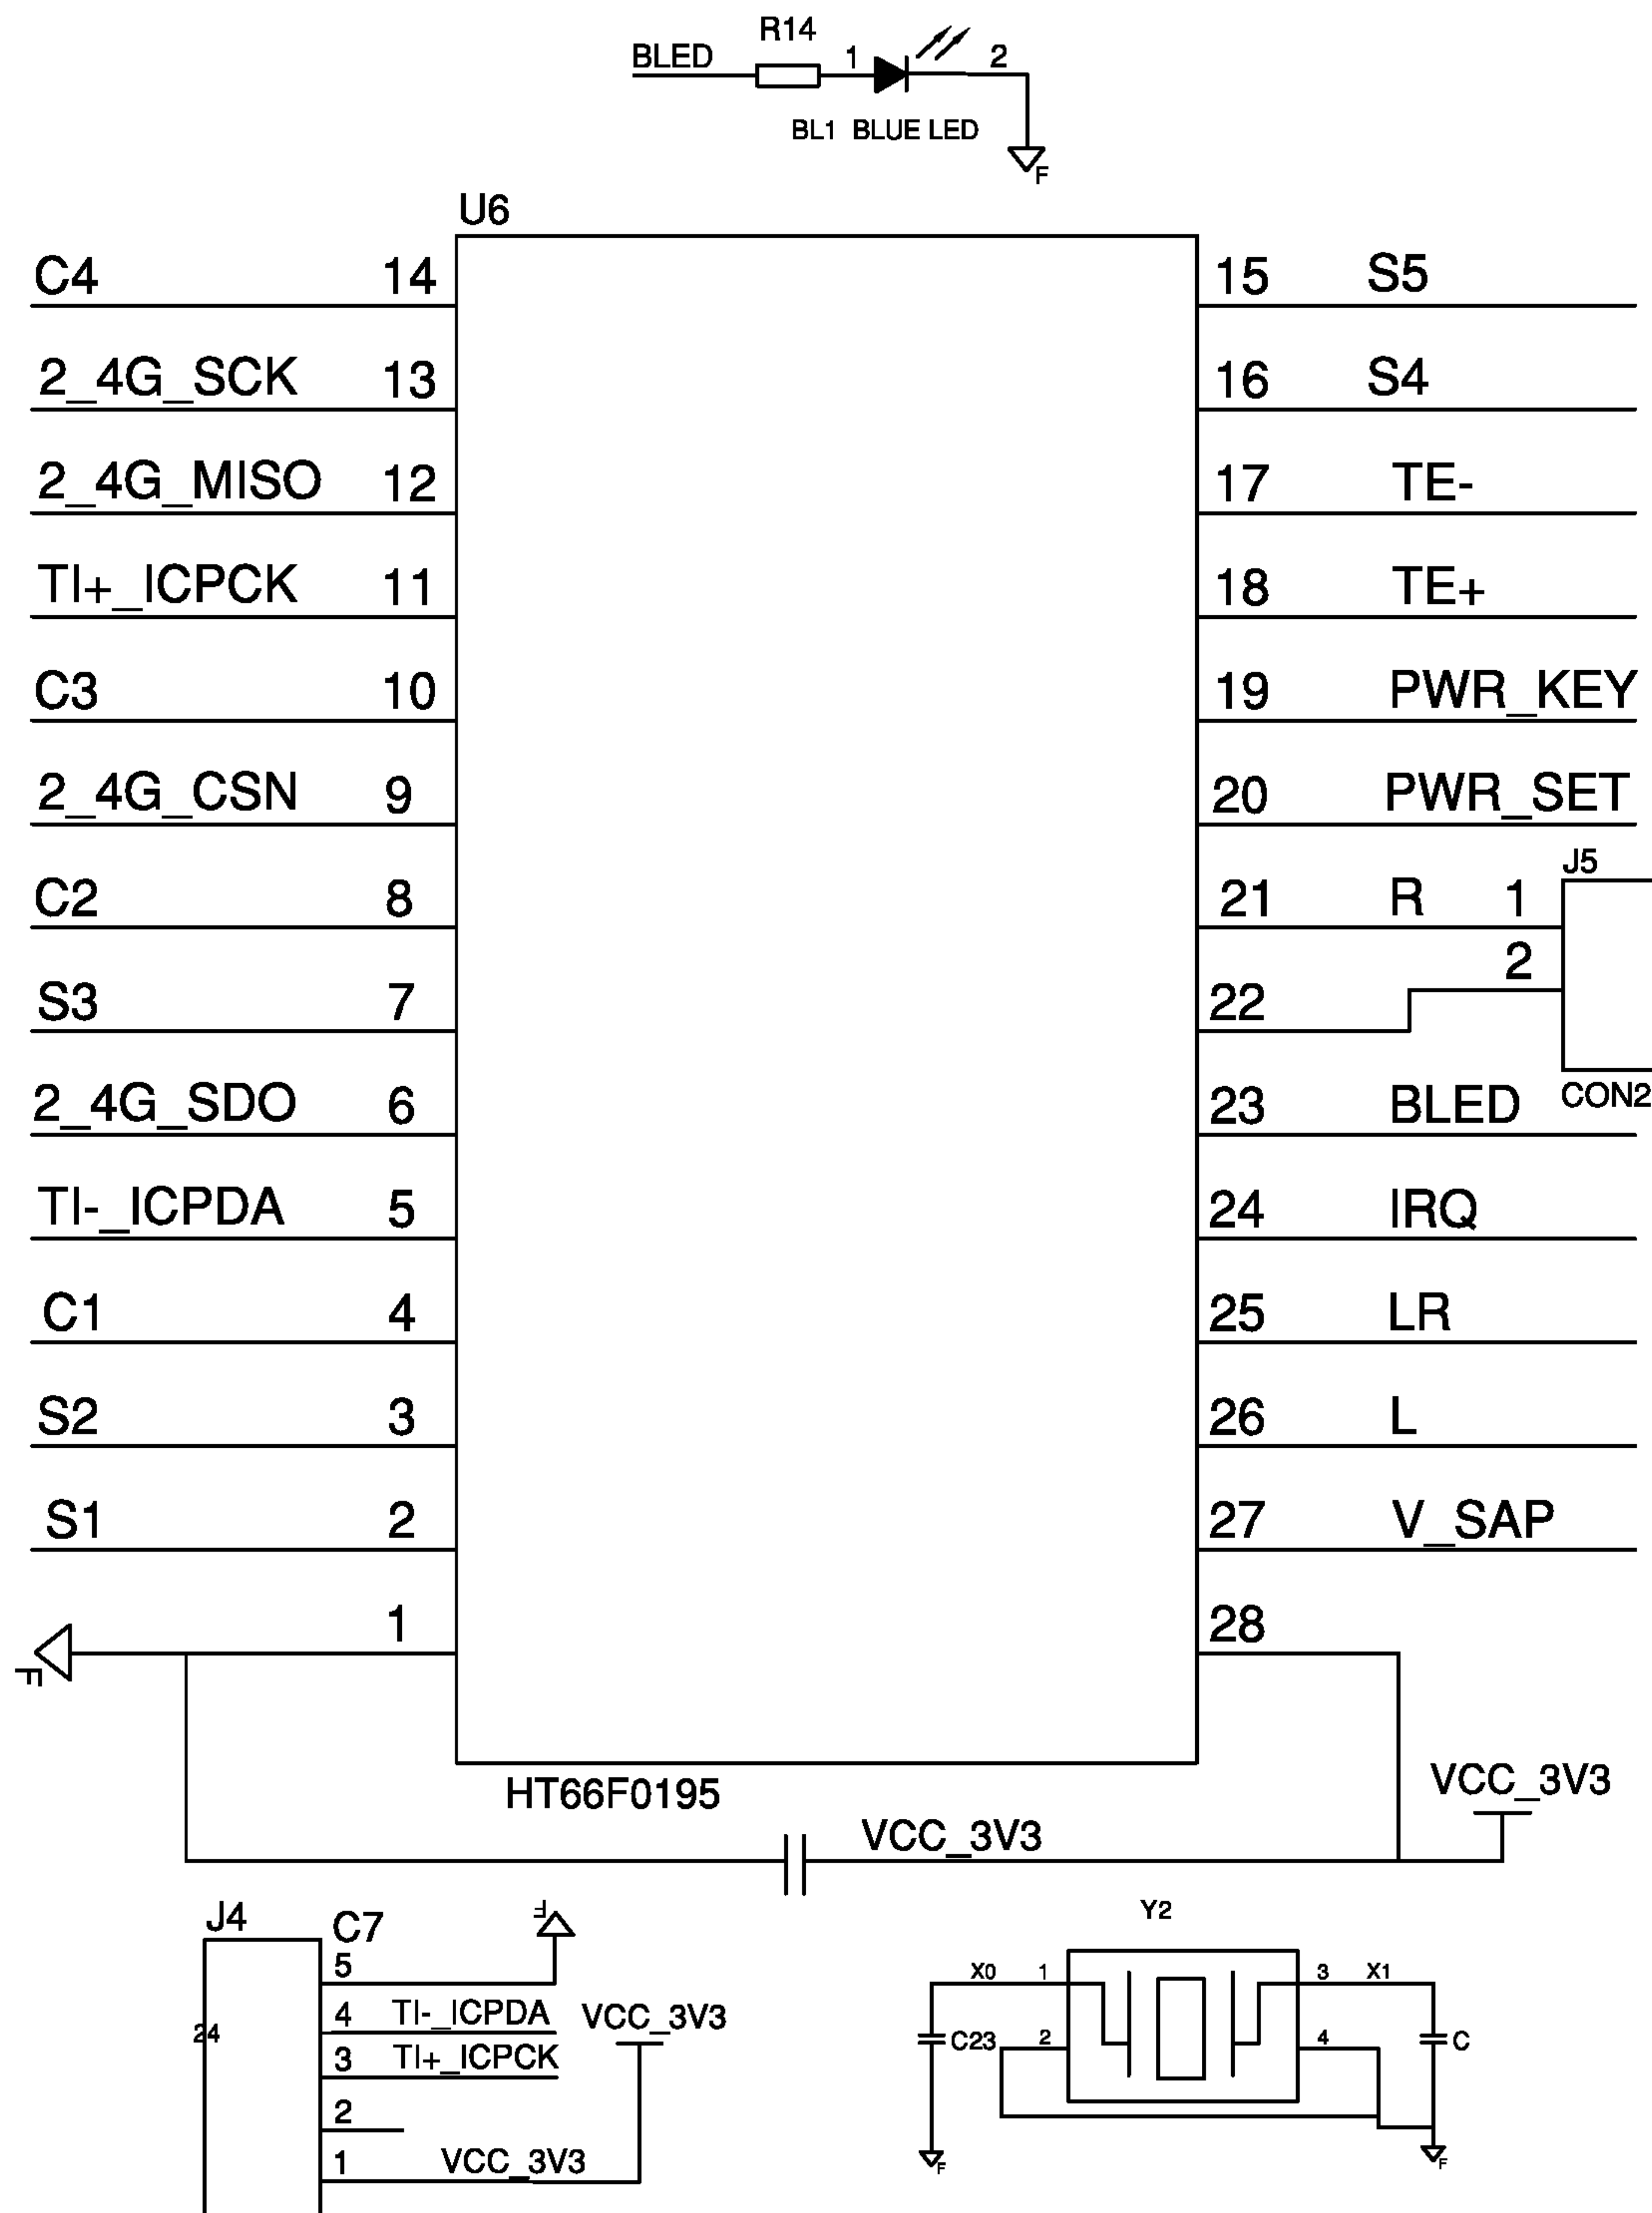 R14
BLED 1 2
BL1 BLUE LED
F
U6
C4 14 15 S5
2_4G_SCK 13 16 S4
2_4G_MISO 12 17 TE-
TI+_ICPCK 11 18 TE+
C3 10 19 PWR_KEY
2_4G_CSN 9 20 PWR_SET
J5
C2 8 21 R 1
2
S3 7 22
2_4G_SDO 6 23 BLED CON2
TI-_ICPDA 5 24 IRQ
C1 4 25 LR
S2 3 26 L
S1 2 27 V_SAP
1 28
F
HT66F0195 VCC_3V3
VCC_3V3
J4 C7 F Y2
5 X0 1 3 X1
4 TI-_ICPDA VCC_3V3
24 C23 2 4 C
3 TI+_ICPCK
2
1 VCC_3V3 F F